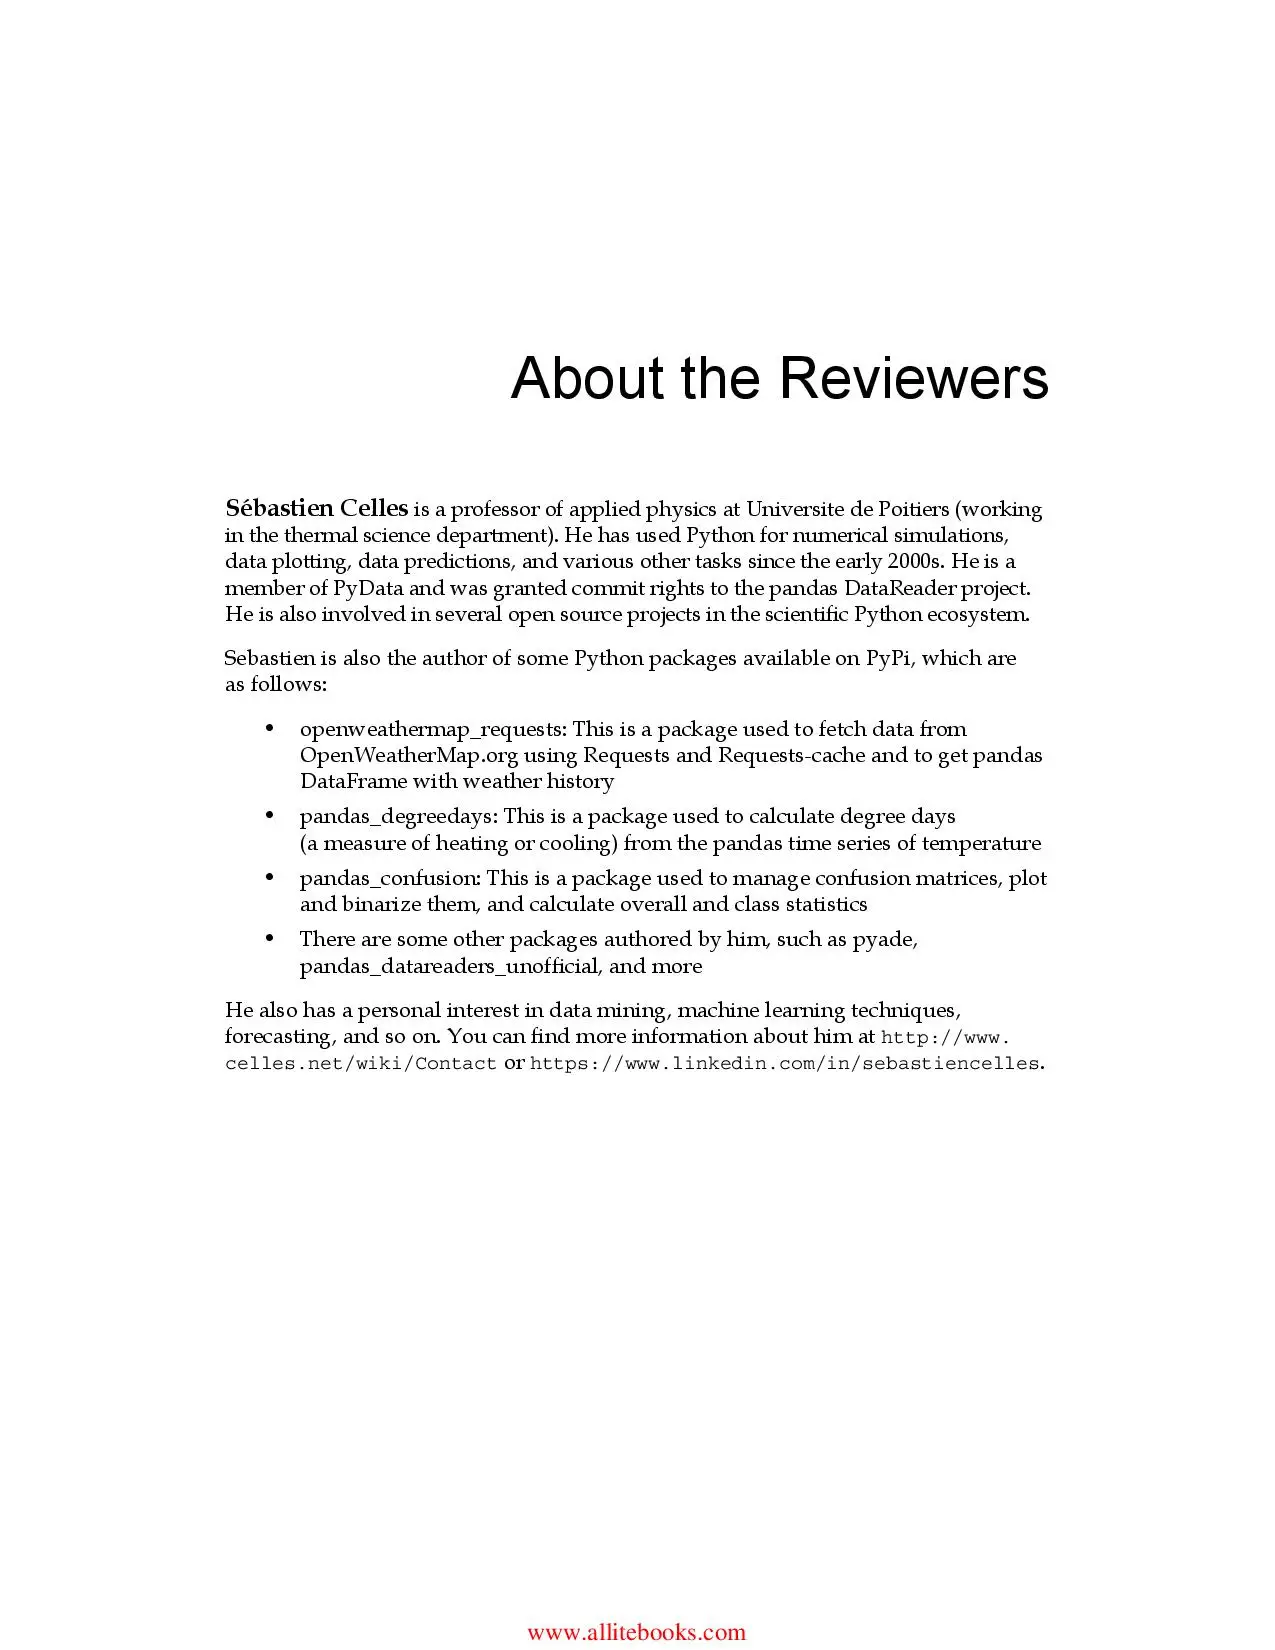 About the Reviewers
Sébastien Celles is a professor of applied physics at Universite de Poitiers (working
in the thermal science department). He has used Python for numerical simulations,
data plotting, data predictions, and various other tasks since the early 2000s. He is a
member of PyData and was granted commit rights to the pandas DataReader project.
He is also involved in several open source projects in the scientific Python ecosystem.
Sebastien is also the author of some Python packages available on PyPi, which are
as follows:
• openweathermap_requests: This is a package used to fetch data from
OpenWeatherMap.org using Requests and Requests-cache and to get pandas
DataFrame with weather history
• pandas_degreedays: This is a package used to calculate degree days
(a measure of heating or cooling) from the pandas time series of temperature
• pandas_confusion: This is a package used to manage confusion matrices, plot
and binarize them, and calculate overall and class statistics
• There are some other packages authored by him, such as pyade,
pandas_datareaders_unofficial, and more
He also has a personal interest in data mining, machine learning techniques,
forecasting, and so on. You can find more information about him at http://www.
celles.net/wiki/Contact or https://www.linkedin.com/in/sebastiencelles.
www.allitebooks.com